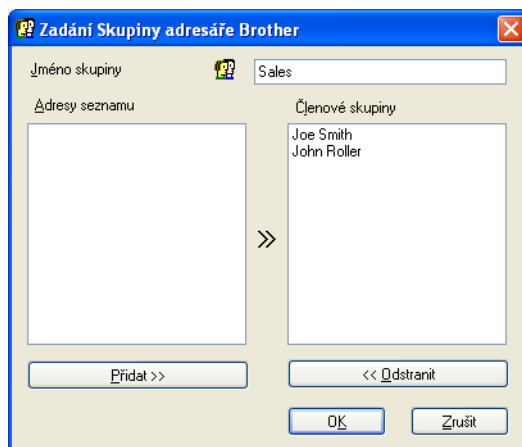 Zadání Skupiny adresáře Brother
Jméno skupiny
Sales
Adresy seznamu
Členové skupiny
Joe Smith
John Roller
>>
Přidat >>
<< Odstranit
OK
Zrušit